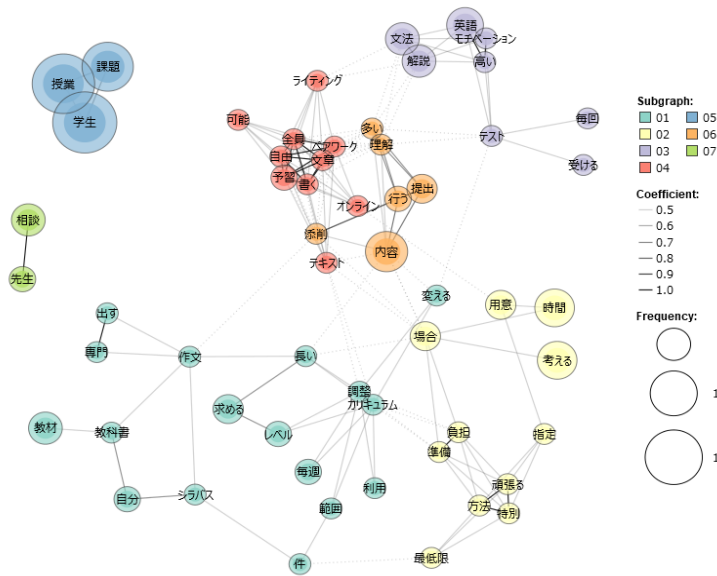 英語
文法
モチベーション
解説
高い
課題
授業
ライティング
学生
可能
多い
毎回
テスト
全員
ペアワーク
理解
自由
文章
受ける
予習
書く
提出
行う
オンライン
相談
添削
内容
テキスト
先生
変える
用意
時間
出す
場合
専門
作文
長い
考える
調整
カリキュラム
求める
教材
教科書
レベル
負担
指定
準備
毎週
利用
頑張る
自分
シラバス
範囲
方法
特別
件
最低限
Subgraph:
01 05
02 06
03 07
04
Coefficient:
0.5
0.6
0.7
0.8
0.9
1.0
Frequency:
1
1